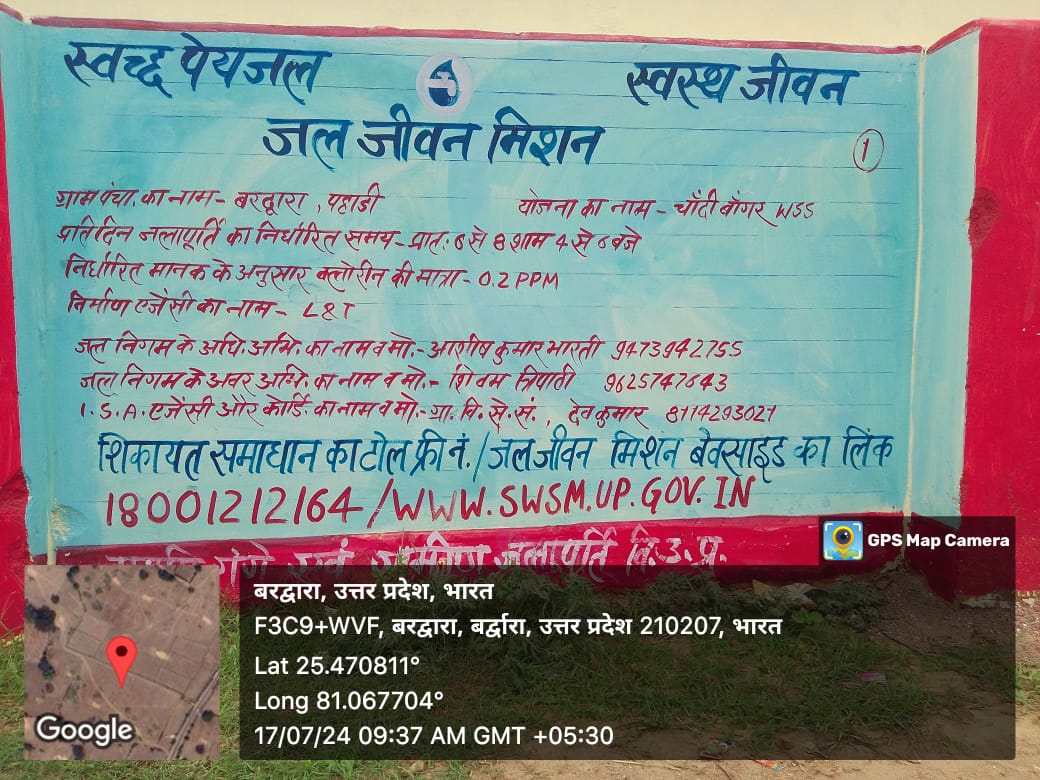 स्वच्छ पेयजल
स्वस्थ जीवन
जल जीवन मिशन
1
ग्राम पंचा. का नाम- बरद्वारा , पहाडी
योजना का नाम - चाँदी बाँगर WSS
प्रतिदिन जलापूर्ति का निर्धारित समय- प्रात: 6 से 8 शाम 4 से 6 बजे
निर्धारित मानक के अनुसार क्लोरीन की मात्रा - 0.2 PPM
निर्माण एजेंसी का नाम - L&T
जल निगम के अधि. अभि. का नाम व मो.- आशीष कुमार भारती 9473942755
जल निगम के अवर अभि. का नाम व मो.- शिवम त्रिपाठी 9625747643
I.S.A. एजेंसी और कोर्डि. का नाम व मो.- ग्रा. वि. से. सं. , देव कुमार 8114293021
शिकायत समाधान का टोल फ्री नं. / जल जीवन मिशन बेवसाइड का लिंक
18001212164 / WWW.SWSM.UP.GOV.IN
गंगे एवं ग्रामीण जलापूर्ति वि. उ. प्र.
GPS Map Camera
बरद्वारा, उत्तर प्रदेश, भारत
F3C9+WVF, बरद्वारा, बर्द्वारा, उत्तर प्रदेश 210207, भारत
Lat 25.470811°
Long 81.067704°
17/07/24 09:37 AM GMT +05:30
Google